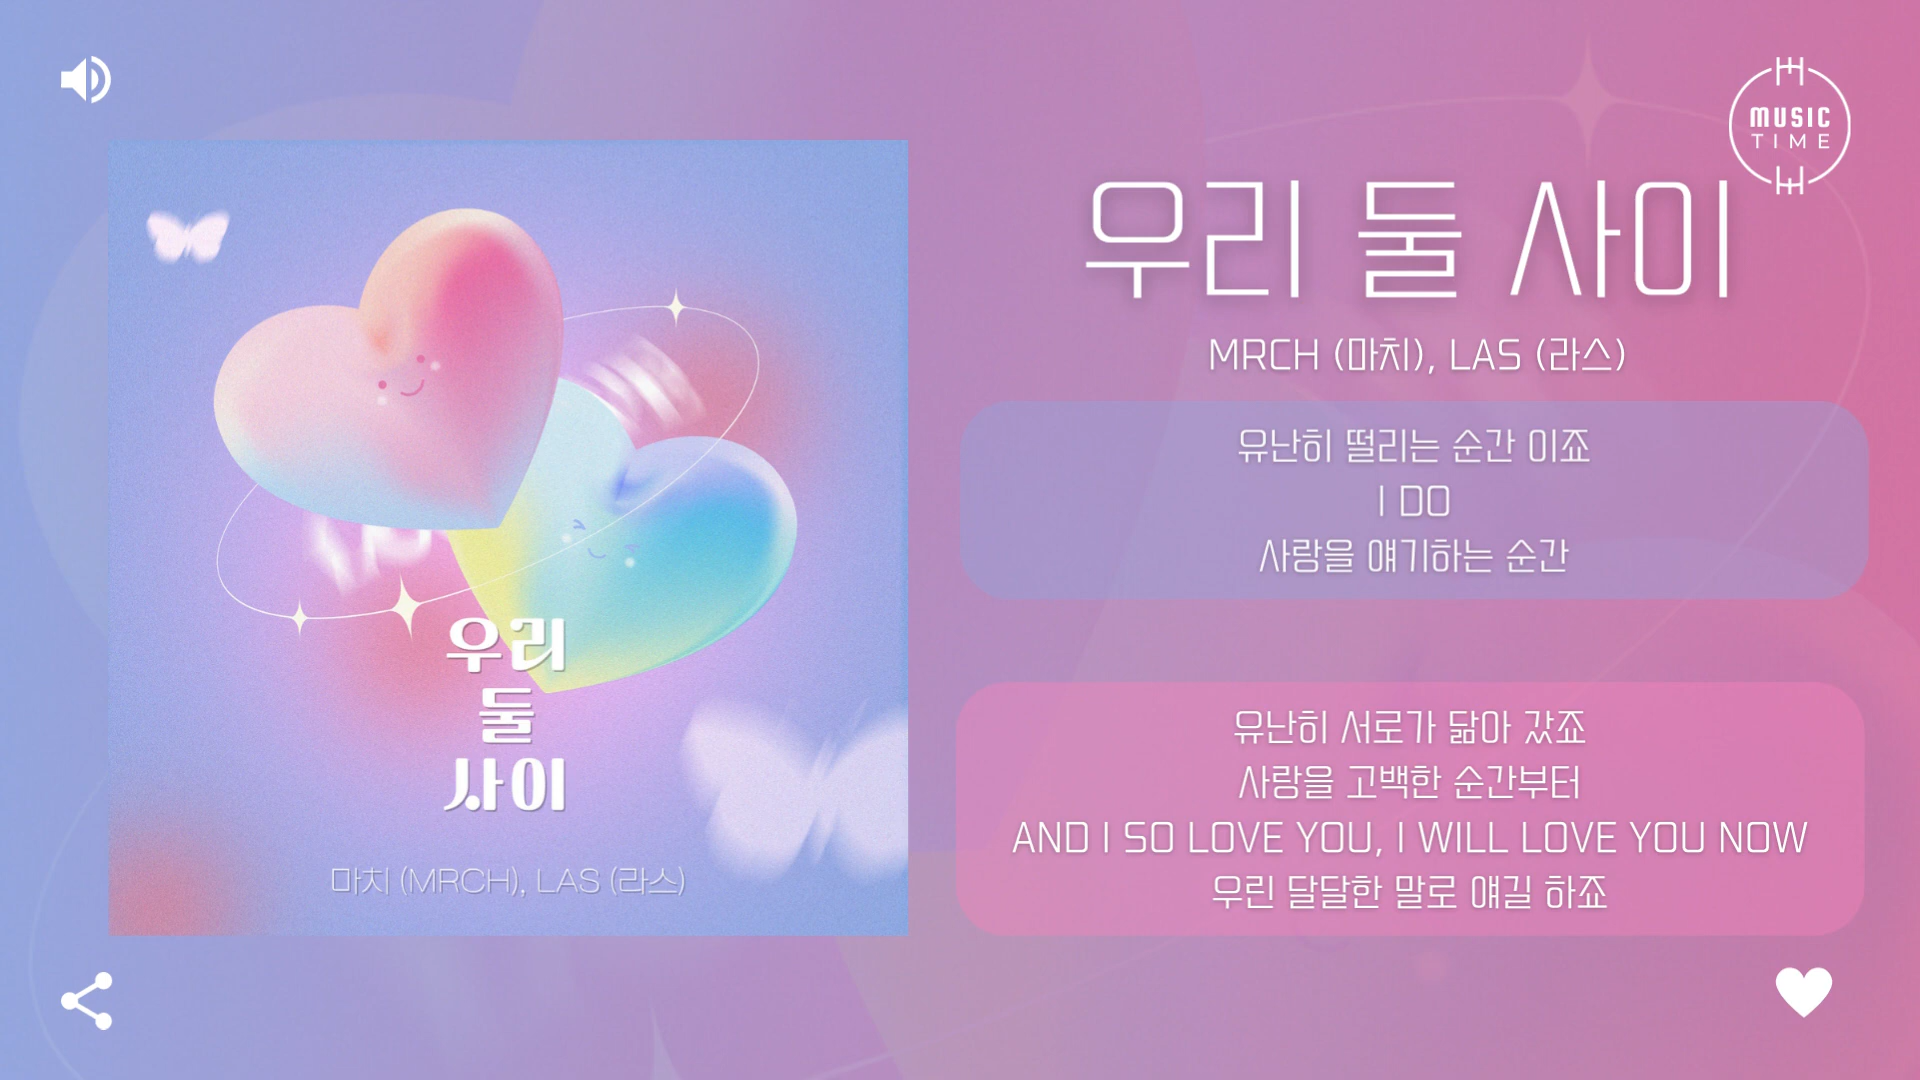 MUSIC
TIME
우리 둘 사이
MRCH (마치), LAS (라스)
유난히 떨리는 순간 이죠
I DO
사랑을 얘기하는 순간
유난히 서로가 닮아 갔죠
사랑을 고백한 순간부터
AND I SO LOVE YOU, I WILL LOVE YOU NOW
우린 달달한 말로 얘길 하죠
우리
둘
사이
마치 (MRCH), LAS (라스)